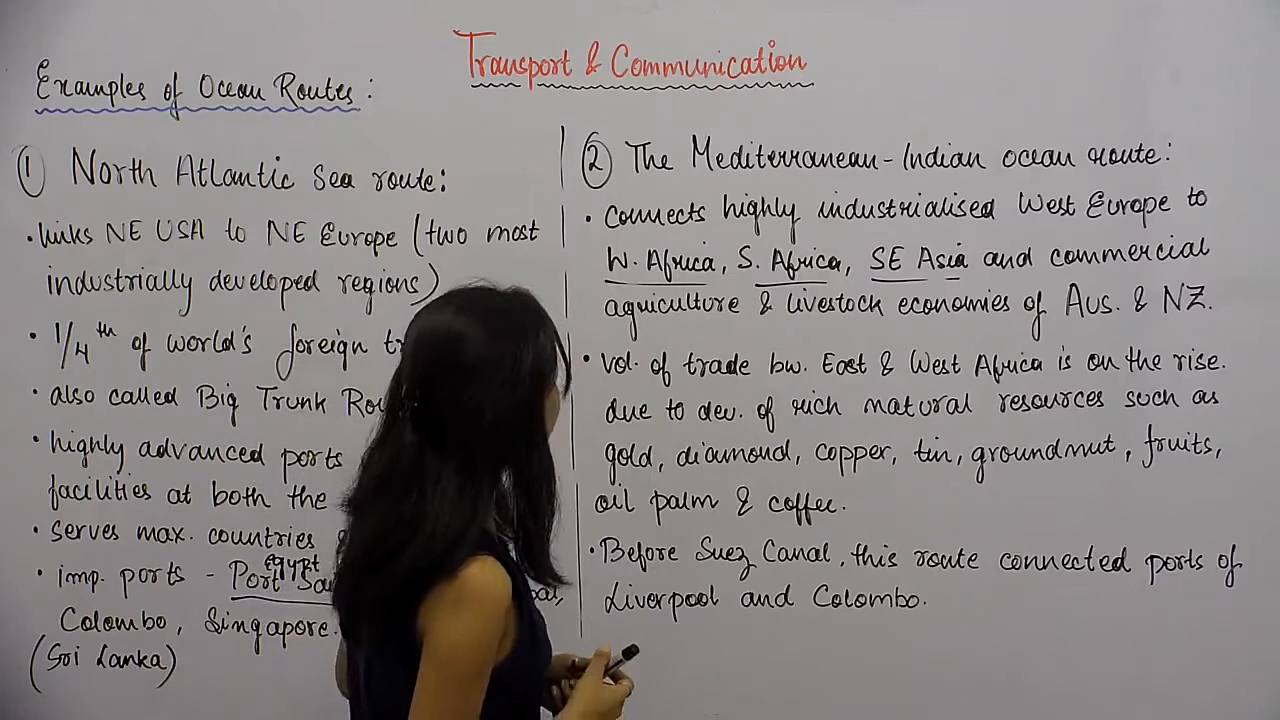 Transport & Communication
Examples of Ocean Routes:
① North Atlantic Sea route:
• links NE USA to NE Europe (two most
industrially developed regions)
• 1/4th of world's foreign
• also called Big Trunk
• highly advanced ports
facilities at both the
• serves max. countries
• imp. ports - Port
Egypt
Colombo, Singapore.
(Sri Lanka)
② The Mediterranean-Indian ocean route:
• connects highly industrialised West Europe to
W. Africa, S. Africa, SE Asia and commercial
agriculture & livestock economies of Aus. & NZ.
• vol. of trade bw. East & West Africa is on the rise.
due to dev. of rich natural resources such as
gold, diamond, copper, tin, groundnut, fruits,
oil palm & coffee.
• Before Suez Canal, this route connected ports of
Liverpool and Colombo.